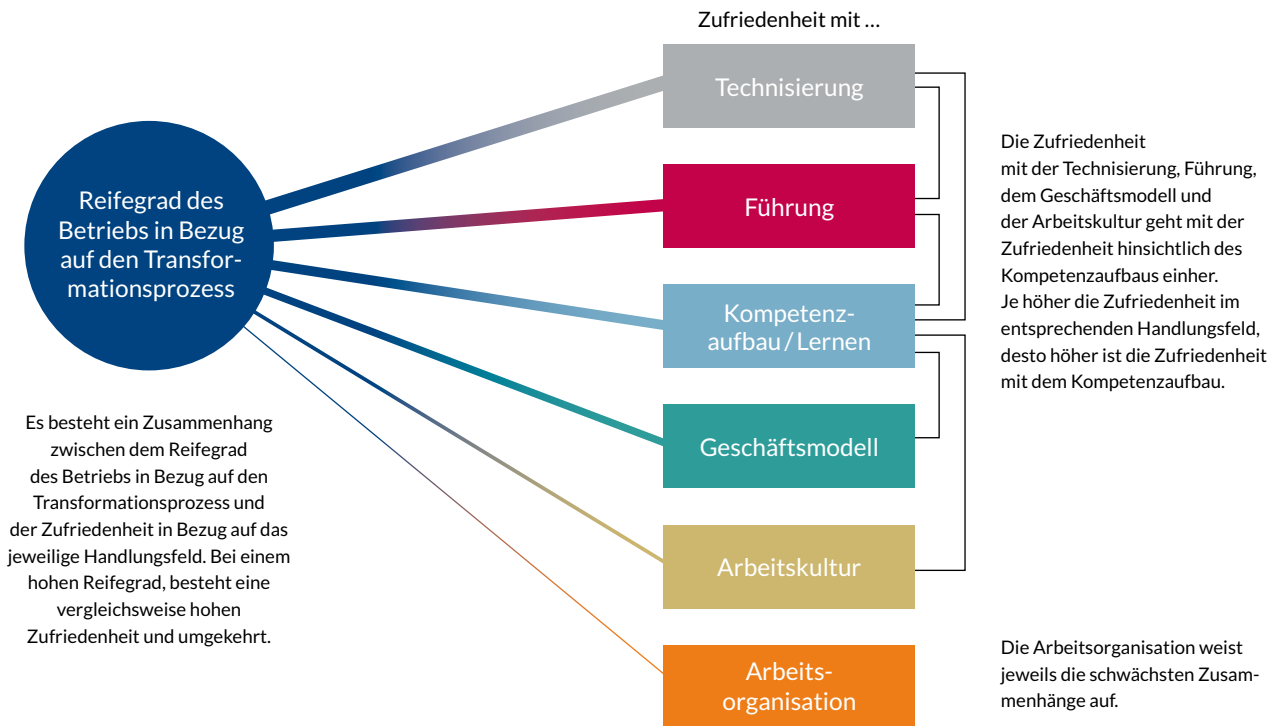 Zufriedenheit mit ...
Reifegrad des
Betriebs in Bezug
auf den Transfor-
mationsprozess
Es besteht ein Zusammenhang
zwischen dem Reifegrad
des Betriebs in Bezug auf den
Transformationsprozess und
der Zufriedenheit in Bezug auf das
jeweilige Handlungsfeld. Bei einem
hohen Reifegrad, besteht eine
vergleichsweise hohen
Zufriedenheit und umgekehrt.
Technisierung
Führung
Kompetenz-
aufbau / Lernen
Geschäftsmodell
Arbeitskultur
Arbeits-
organisation
Die Zufriedenheit
mit der Technisierung, Führung,
dem Geschäftsmodell und
der Arbeitskultur geht mit der
Zufriedenheit hinsichtlich des
Kompetenzaufbaus einher.
Je höher die Zufriedenheit im
entsprechenden Handlungsfeld,
desto höher ist die Zufriedenheit
mit dem Kompetenzaufbau.
Die Arbeitsorganisation weist
jeweils die schwächsten Zusam-
menhänge auf.